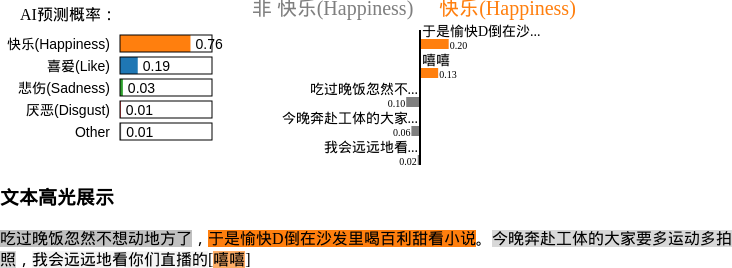 AI预测概率：
非 快乐(Happiness) 快乐(Happiness)
快乐(Happiness) 0.76
喜爱(Like) 0.19
悲伤(Sadness) 0.03
厌恶(Disgust) 0.01
Other 0.01
于是愉快D倒在沙...
0.20
嘻嘻
0.13
吃过晚饭忽然不...
0.10
今晚奔赴工体的大家...
0.06
我会远远地看...
0.02
文本高光展示
吃过晚饭忽然不想动地方了，于是愉快D倒在沙发里喝百利甜看小说。今晚奔赴工体的大家要多运动多拍
照，我会远远地看你们直播的[嘻嘻]